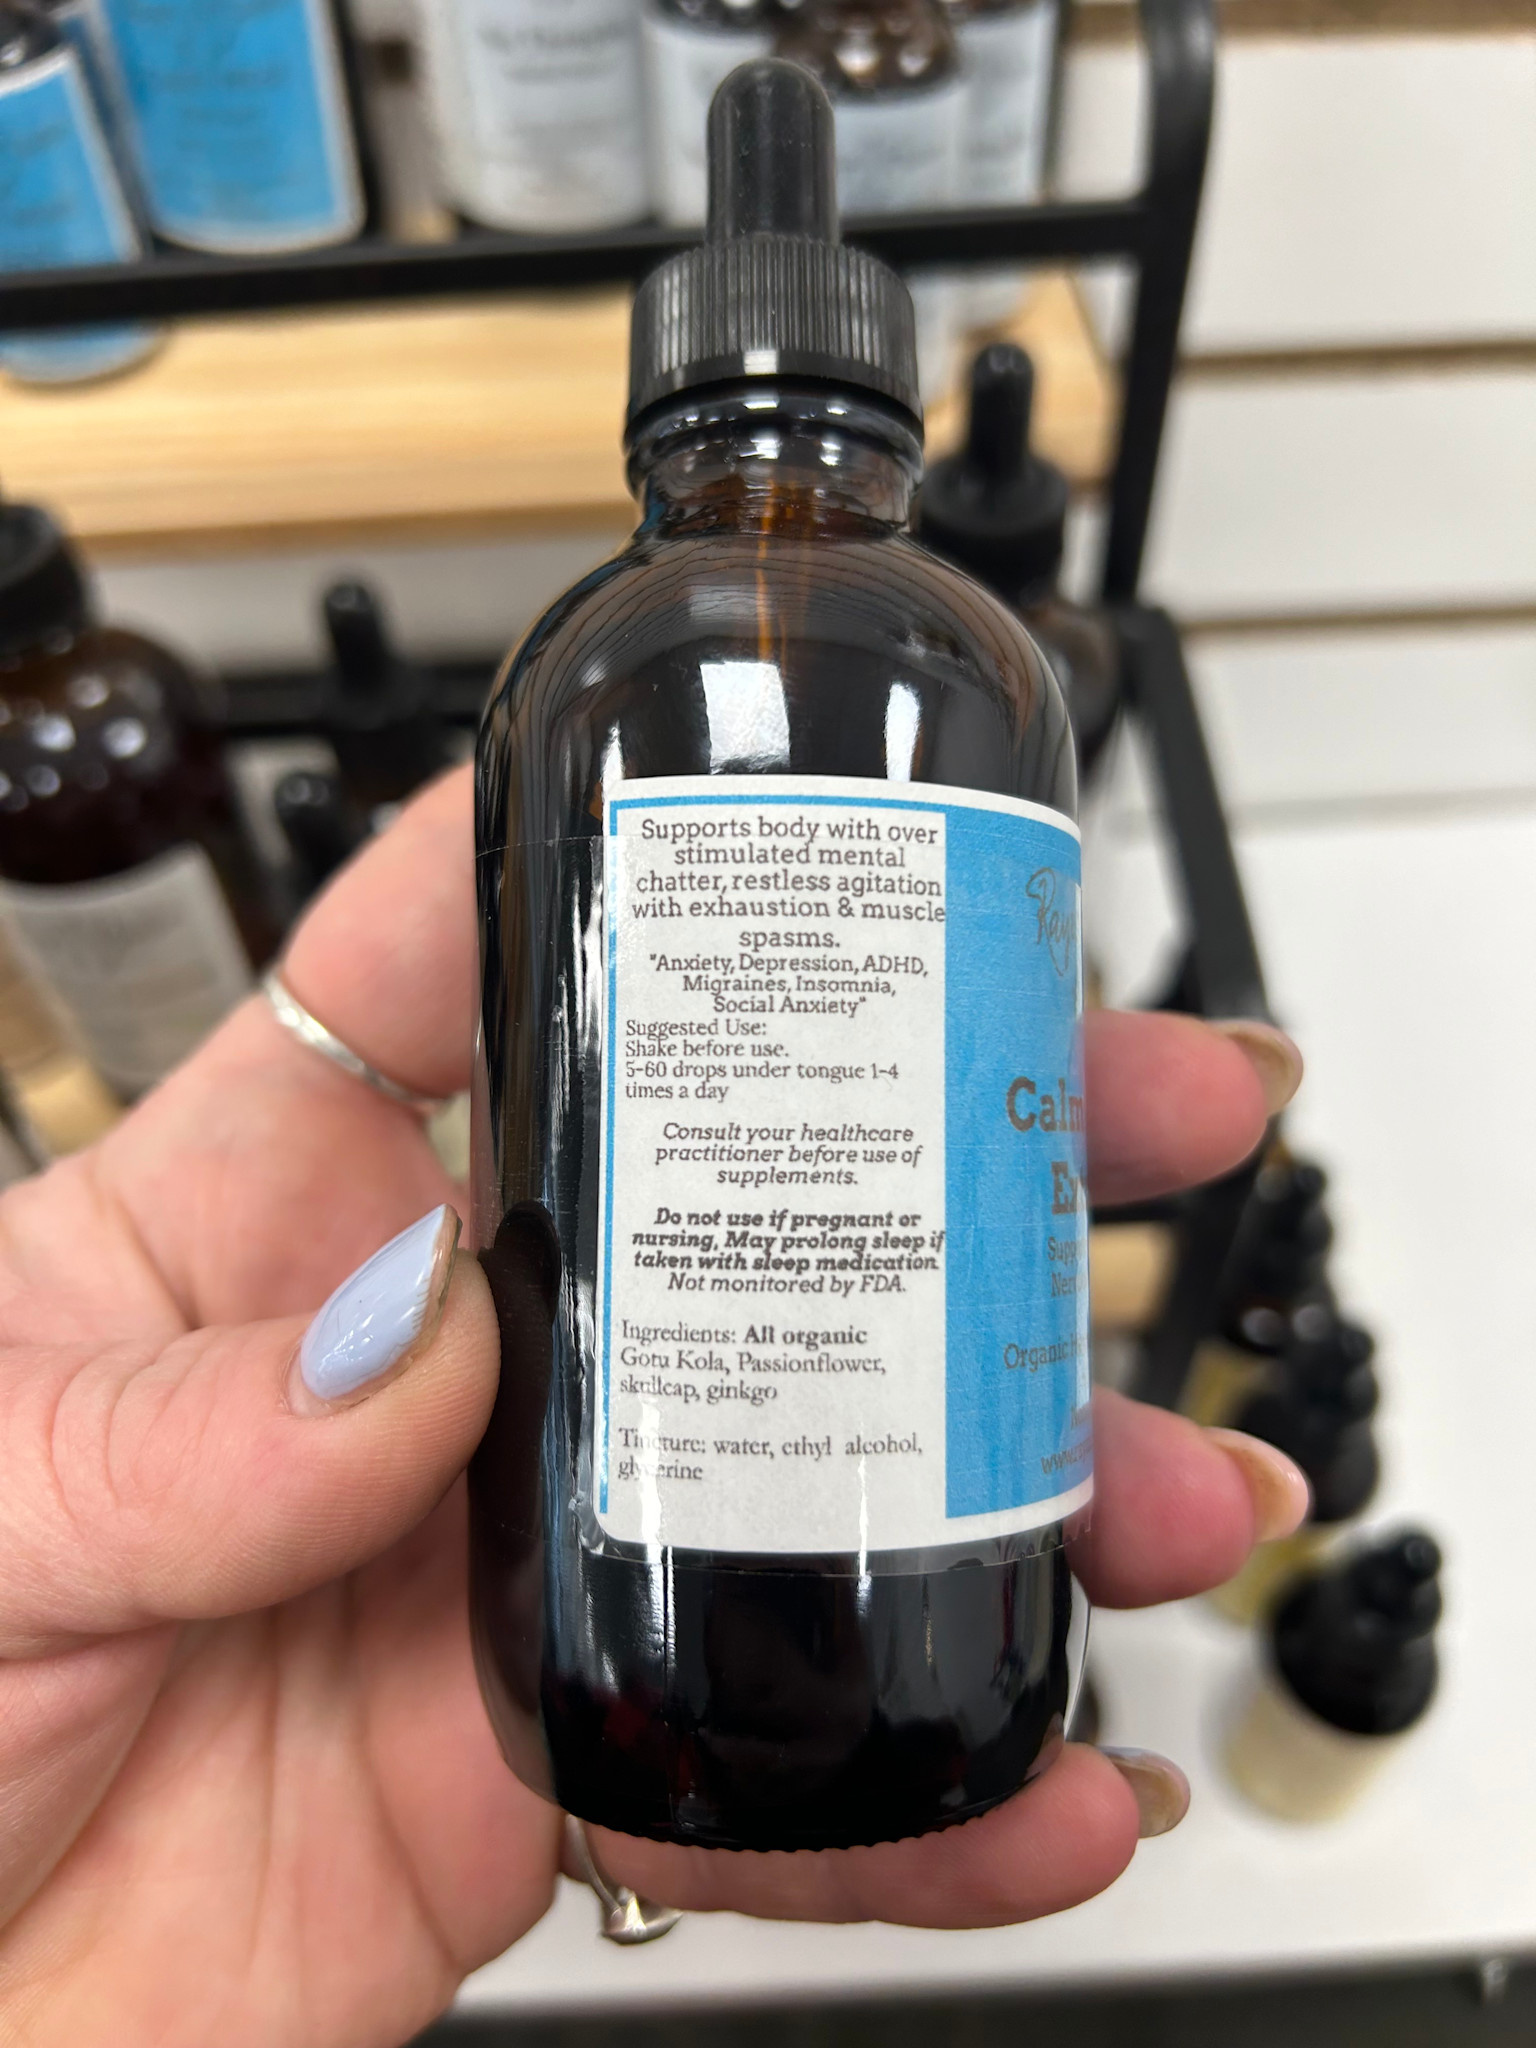 Supports body with over
stimulated mental
chatter, restless agitation
with exhaustion & muscle
spasms.
"Anxiety, Depression, ADHD,
Migraines, Insomnia,
Social Anxiety"
Suggested Use:
Shake before use.
5-60 drops under tongue 1-4
times a day
Consult your healthcare
practitioner before use of
supplements.
Do not use if pregnant or
nursing, May prolong sleep if
taken with sleep medication.
Not monitored by FDA.
Ingredients: All organic
Gotu Kola, Passionflower,
skullcap, ginkgo
Tincture: water, ethyl alcohol,
glycerine
Calm
Organic